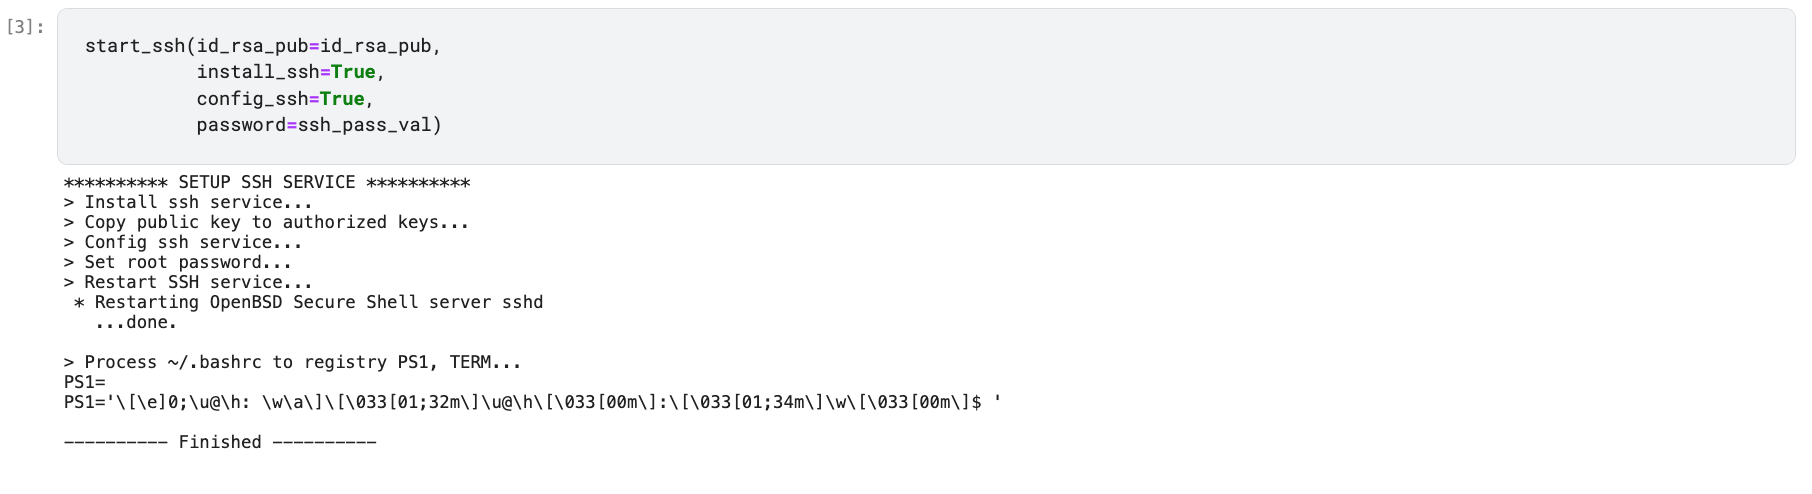 [3]:
start_ssh(id_rsa_pub=id_rsa_pub,
          install_ssh=True,
          config_ssh=True,
          password=ssh_pass_val)
********** SETUP SSH SERVICE **********
> Install ssh service...
> Copy public key to authorized keys...
> Config ssh service...
> Set root password...
> Restart SSH service...
 * Restarting OpenBSD Secure Shell server sshd
   ...done.
> Process ~/.bashrc to registry PS1, TERM...
PS1=
PS1='\[\e]0;\u@\h: \w\a\]\[\033[01;32m\]\u@\h\[\033[00m\]:\[\033[01;34m\]\w\[\033[00m\]$ '
---------- Finished ----------